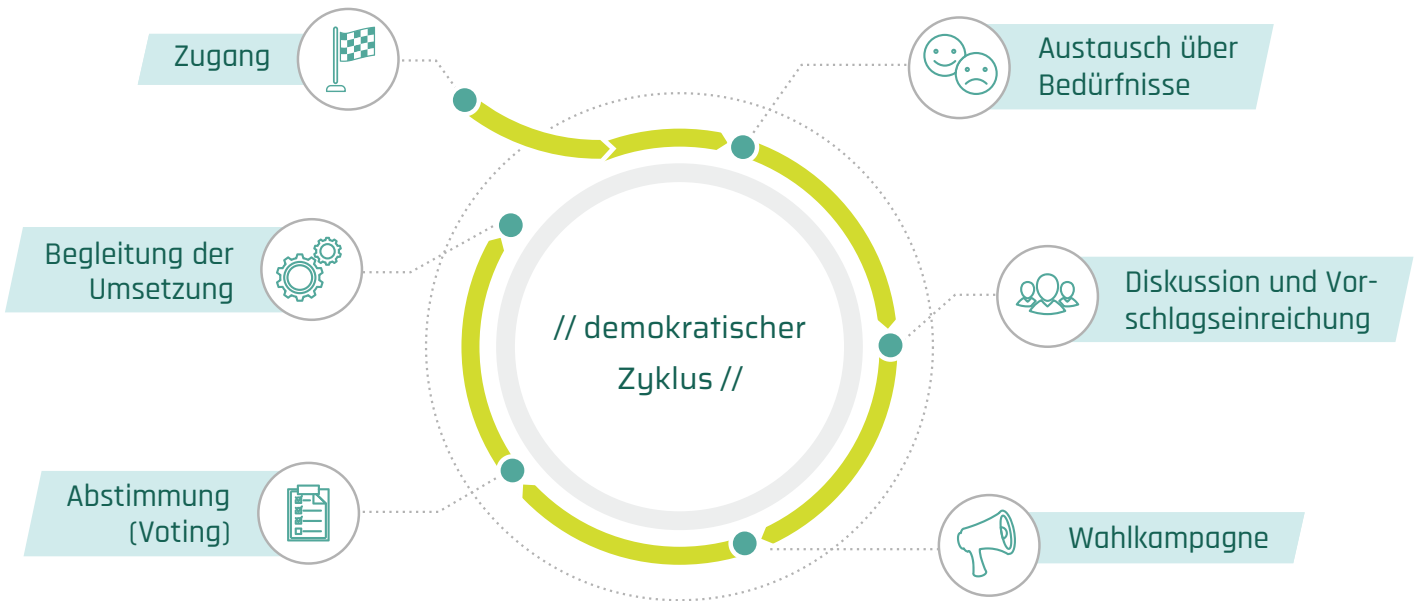 Zugang
Austausch über
Bedürfnisse
Begleitung der
Umsetzung
// demokratischer
Zyklus //
Diskussion und Vor-
schlagseinreichung
Abstimmung
(Voting)
Wahlkampagne